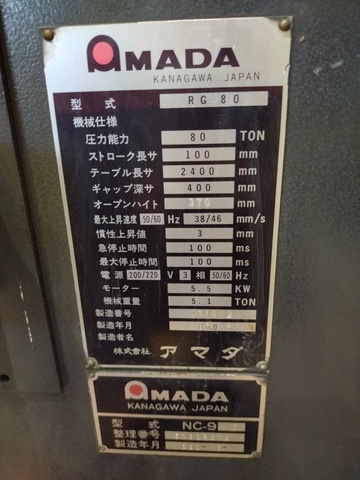 AMADA
KANAGAWA JAPAN
型式 RG 80
機械仕様
圧力能力 80 TON
ストローク長サ 100 mm
テーブル長サ 2400 mm
ギャップ深サ 400 mm
オープンハイト 370 mm
最大上昇速度 50/60 Hz 38/46 mm/s
慣性上昇値 3 mm
急停止時間 100 ms
最大停止時間 100 ms
電源 200/220 V 3 相 50/60 Hz
モーター 5.5 KW
機械重量 5.1 TON
製造番号
製造年月
製造者名
株式会社 アマダ
AMADA
KANAGAWA JAPAN
型式 NC-9
整理番号
製造年月